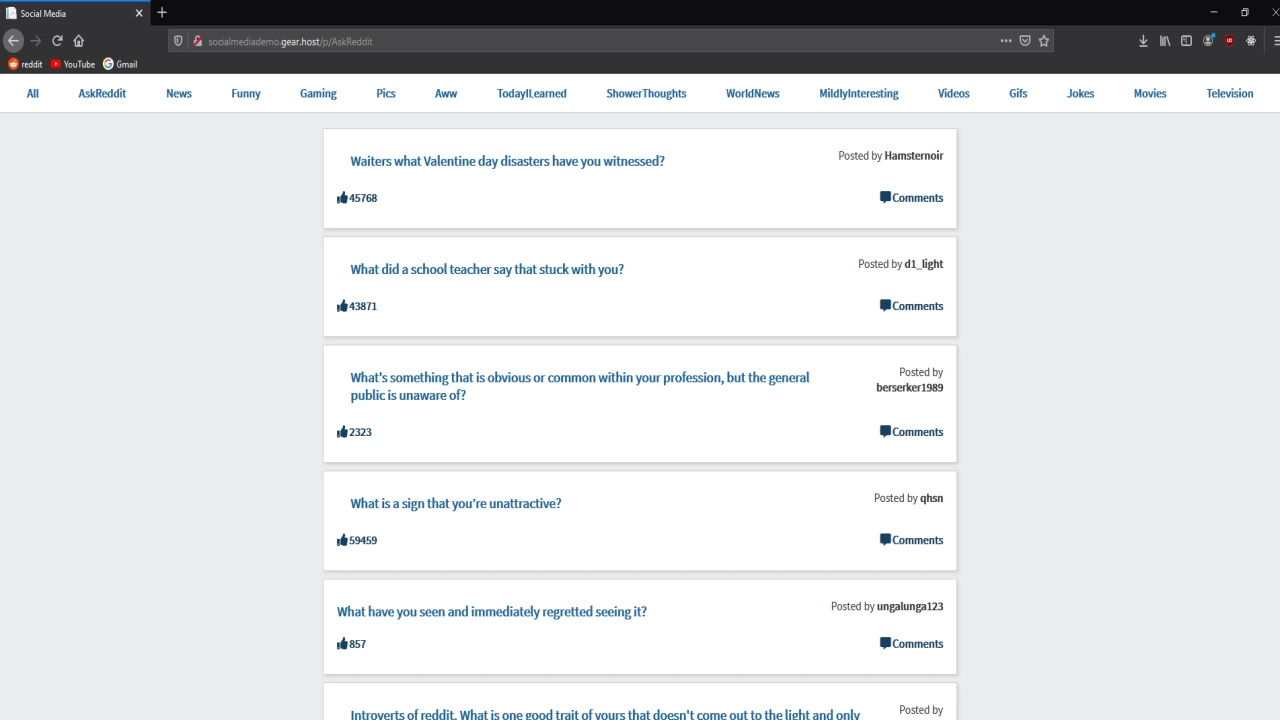 Social Media
socialmediademo.gear.host/p/AskReddit
reddit YouTube Gmail
All AskReddit News Funny Gaming Pics Aww TodayILearned ShowerThoughts WorldNews MildlyInteresting Videos Gifs Jokes Movies Television
Waiters what Valentine day disasters have you witnessed? Posted by Hamsternoir
45768 Comments
What did a school teacher say that stuck with you? Posted by d1_light
43871 Comments
What's something that is obvious or common within your profession, but the general Posted by
public is unaware of? berserker1989
2323 Comments
What is a sign that you’re unattractive? Posted by qhsn
59459 Comments
What have you seen and immediately regretted seeing it? Posted by ungalunga123
857 Comments
Introverts of reddit. What is one good trait of yours that doesn't come out to the light and only Posted by